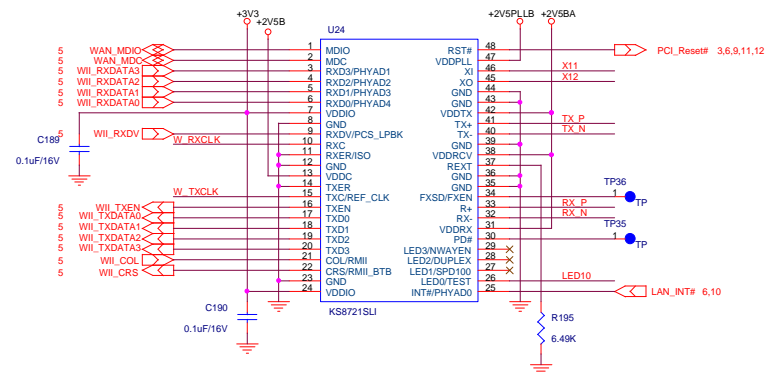 +3V3
+2V5B
+2V5PLLB +2V5BA
U24
5 WAN_MDIO 1 MDIO RST# 48 PCI_Reset# 3,6,9,11,12
5 WAN_MDC 2 MDC VDDPLL 47
5 WII_RXDATA3 3 RXD3/PHYAD1 XI 46 X11
5 WII_RXDATA2 4 RXD2/PHYAD2 XO 45 X12
5 WII_RXDATA1 5 RXD1/PHYAD3 GND 44
5 WII_RXDATA0 6 RXD0/PHYAD4 GND 43
7 VDDIO VDDTX 42
8 GND TX+ 41 TX_P
C189 5 WII_RXDV 9 RXDV/PCS_LPBK TX- 40 TX_N
W_RXCLK 10 RXC GND 39
0.1uF/16V 11 RXER/ISO VDDRCV 38
12 GND REXT 37
13 VDDC GND 36
14 TXER GND 35 TP36
W_TXCLK 15 TXC/REF_CLK FXSD/FXEN 34 1 TP
5 WII_TXEN 16 TXEN R+ 33 RX_P
5 WII_TXDATA0 17 TXD0 RX- 32 RX_N
5 WII_TXDATA1 18 TXD1 VDDRX 31 TP35
5 WII_TXDATA2 19 TXD2 PD# 30 1 TP
5 WII_TXDATA3 20 TXD3 LED3/NWAYEN 29
5 WII_COL 21 COL/RMII LED2/DUPLEX 28
5 WII_CRS 22 CRS/RMII_BTB LED1/SPD100 27
23 GND LED0/TEST 26 LED10
24 VDDIO INT#/PHYAD0 25 LAN_INT# 6,10
C190
KS8721SLI
0.1uF/16V
R195
6.49K